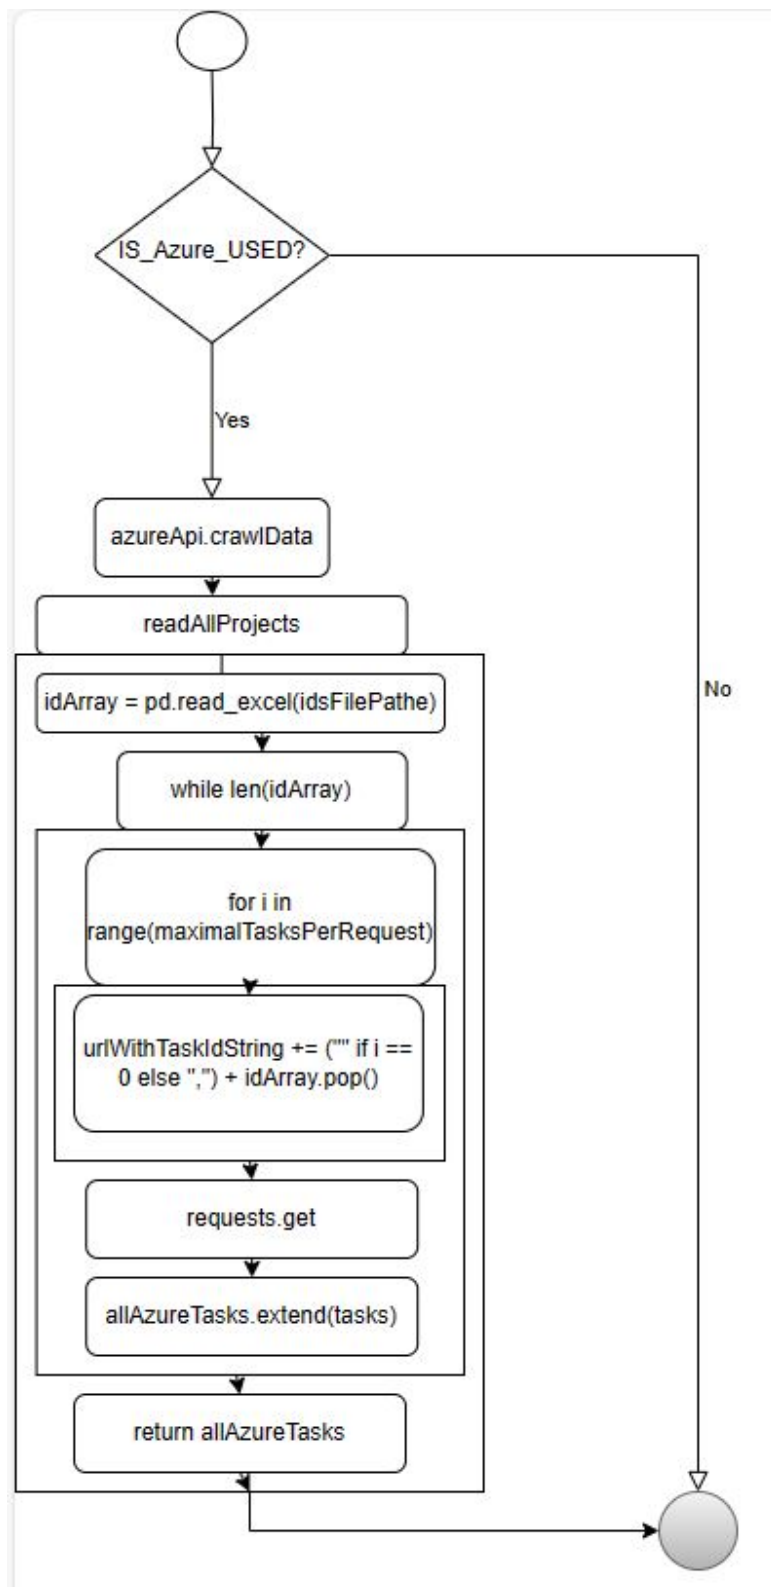 IS_Azure_USED?
Yes
azureApi.crawlData
readAllProjects
idArray = pd.read_excel(idsFilePathe)
No
while len(idArray)
for i in
range(maximalTasksPerRequest)
urlWithTaskIdString += ("" if i ==
0 else ",") + idArray.pop()
requests.get
allAzureTasks.extend(tasks)
return allAzureTasks